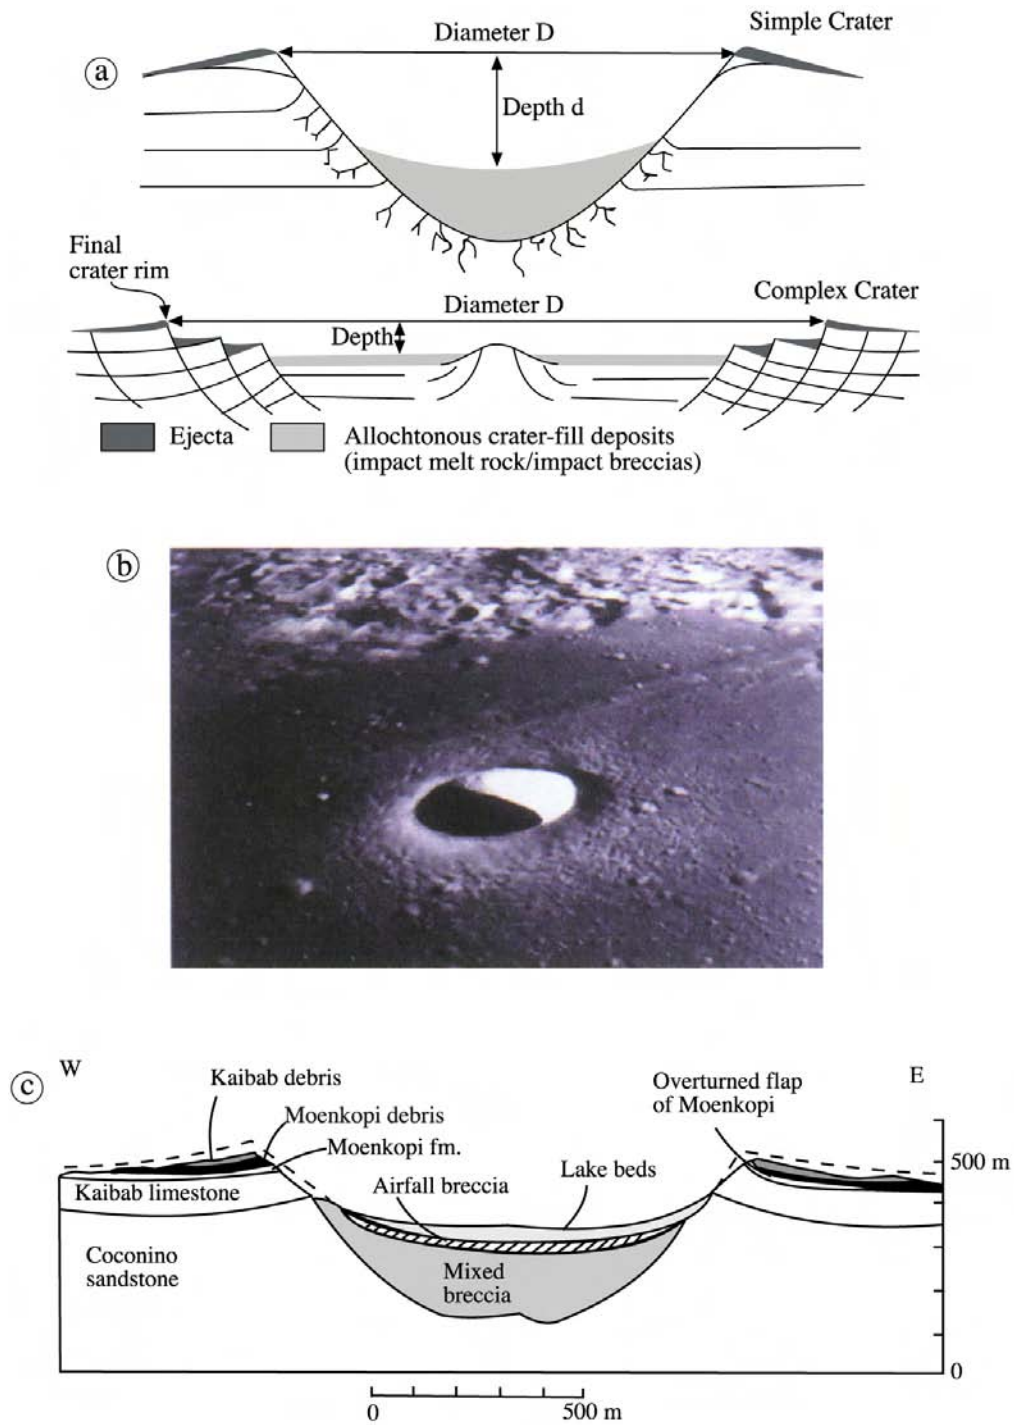 Simple Crater
Diameter D
a
Depth d
Final
crater rim
Complex Crater
Diameter D
Depth
Ejecta
Allochtonous crater-fill deposits
(impact melt rock/impact breccias)
b
c
W
E
Kaibab debris
Moenkopi debris
Moenkopi fm.
Overturned flap
of Moenkopi
Kaibab limestone
Airfall breccia
Lake beds
500 m
Coconino
sandstone
Mixed
breccia
0
0
500 m